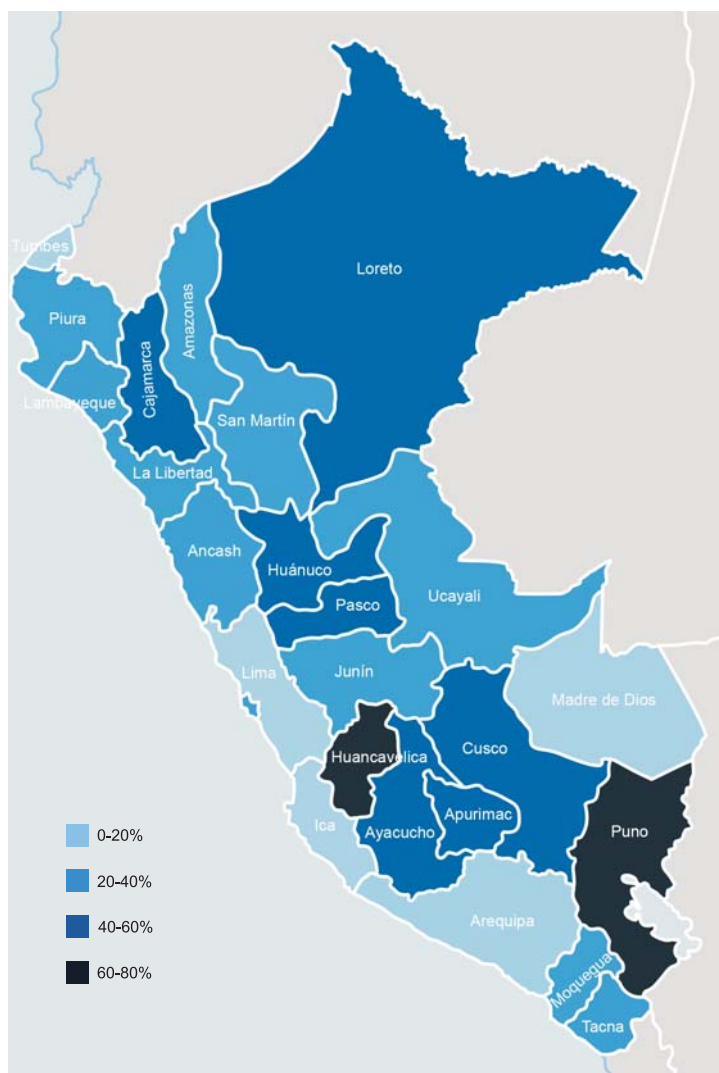 Tumbes
Loreto
Piura
Amazonas
Cajamarca
Lambayeque
San Martín
La Libertad
Ancash
Huánuco
Pasco
Ucayali
Lima
Junín
Madre de Dios
Huancavelica
Cusco
Ica
Ayacucho
Apurimac
Puno
Arequipa
Moquegua
Tacna
0-20%
20-40%
40-60%
60-80%